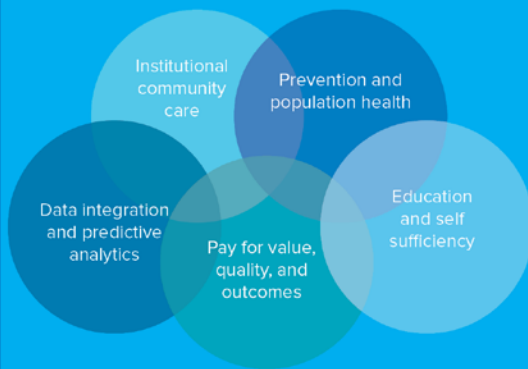 Institutional
community
care
Prevention and
population health
Data integration
and predictive
analytics
Pay for value,
quality, and
outcomes
Education
and self
sufficiency